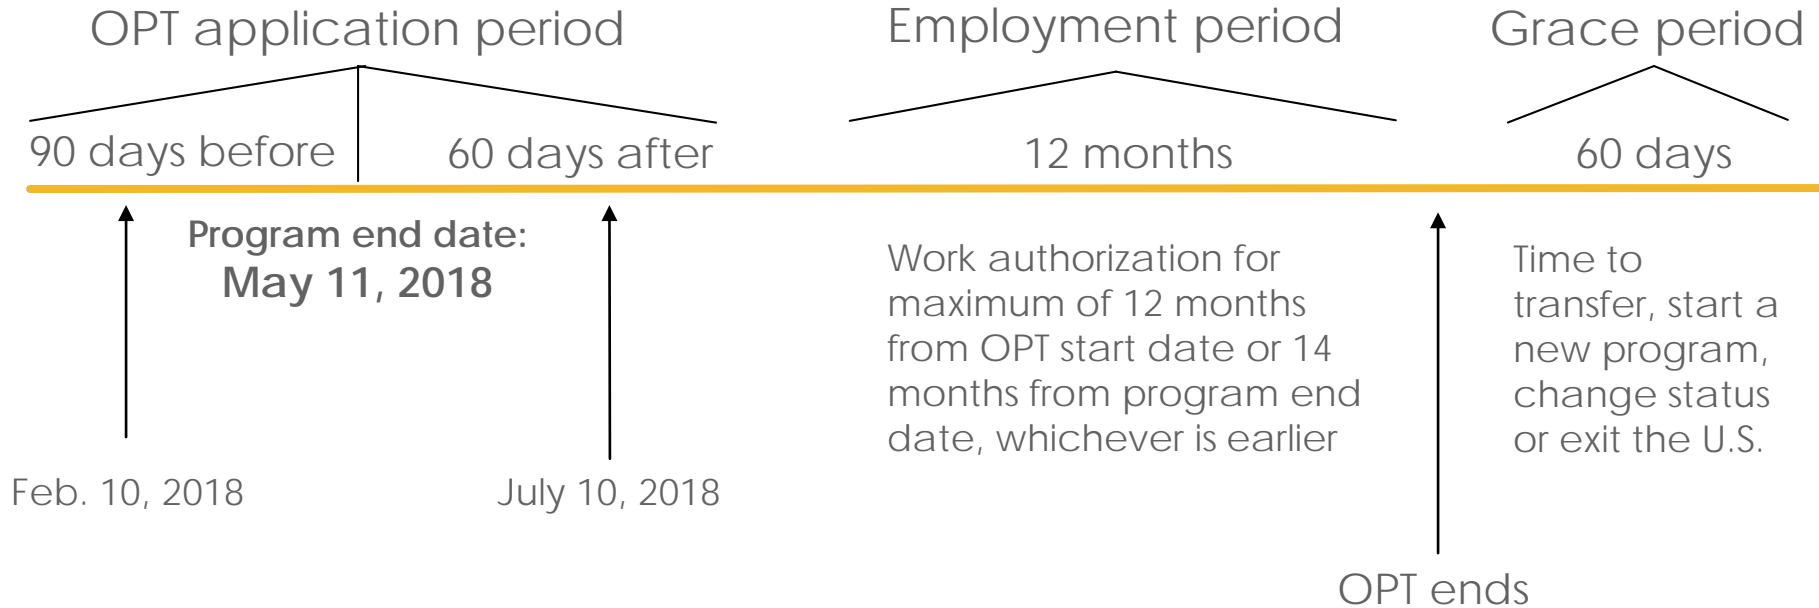 OPT application period
Employment period
Grace period
90 days before
60 days after
12 months
60 days
Program end date:
May 11, 2018
Work authorization for
maximum of 12 months
from OPT start date or 14
months from program end
date, whichever is earlier
Time to
transfer, start a
new program,
change status
or exit the U.S.
Feb. 10, 2018
July 10, 2018
OPT ends